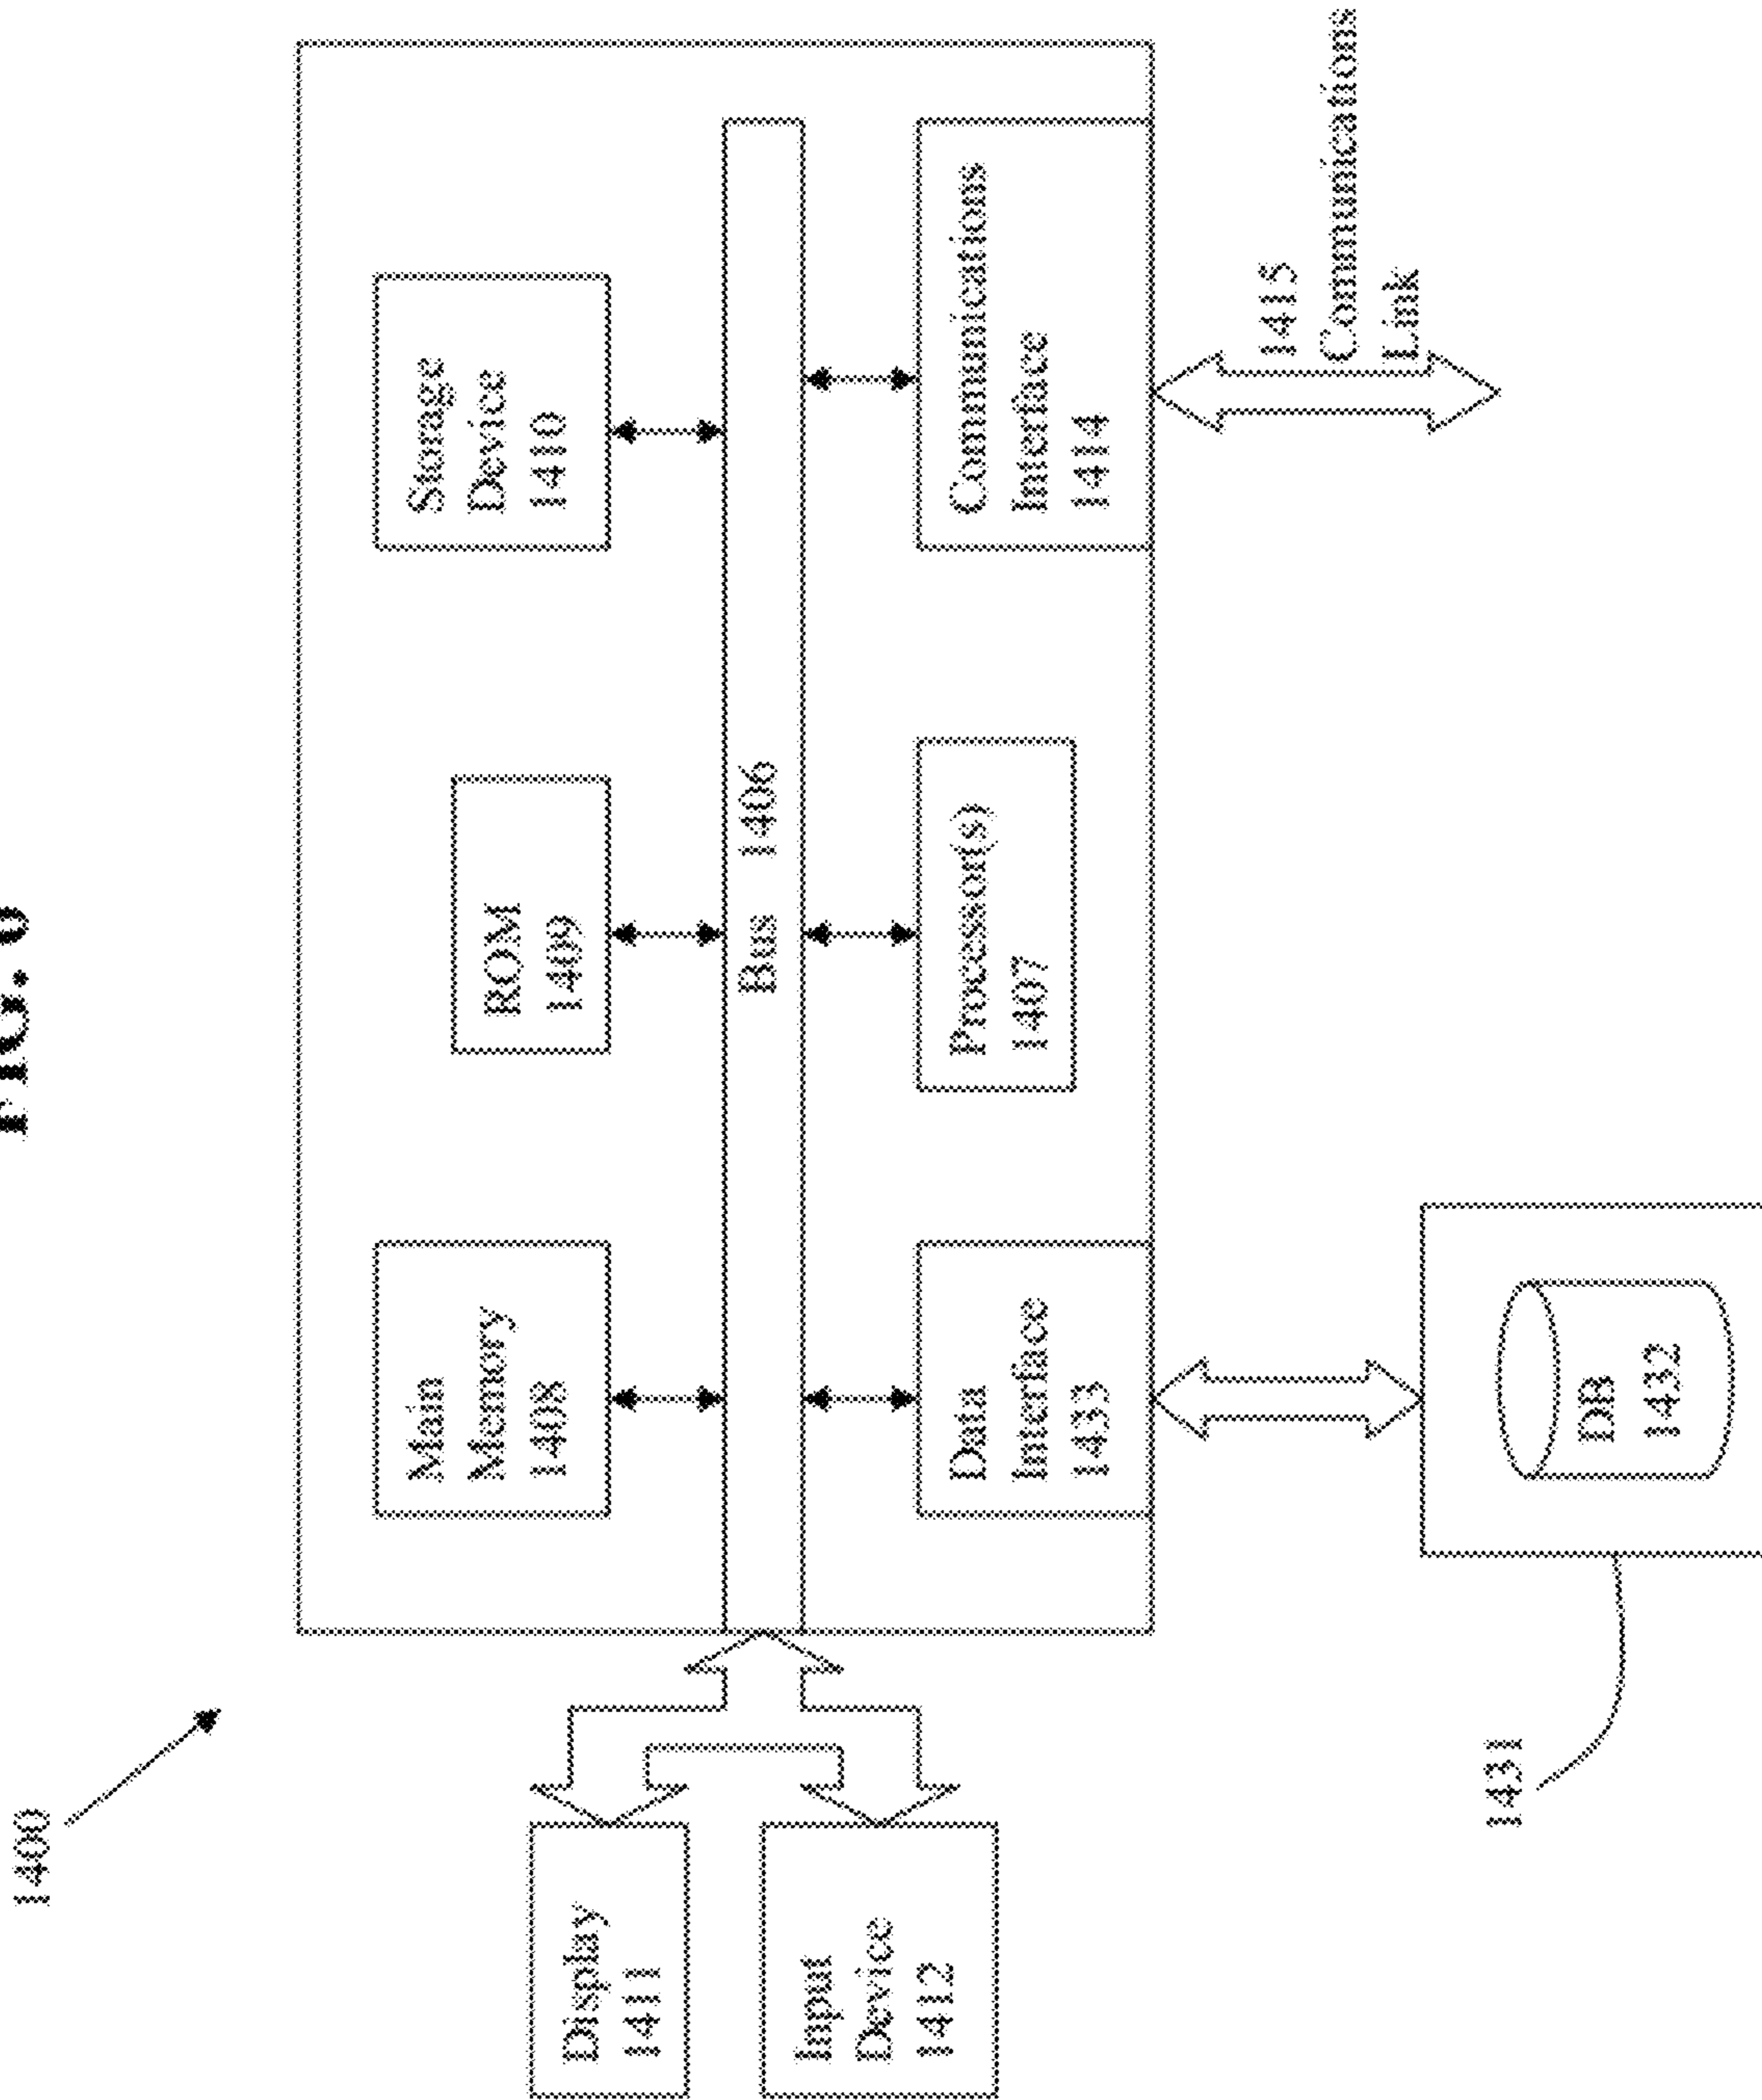 FIG.
1400
Main
Memory
1408
ROM
1409
Storage
Device
1410
Display
1411
Bus 1406
Input
Device
1412
Data
Interface
1433
Processor(s)
1407
Communications
Interface
1414
1415
Communications
Link
1431
DB
1432